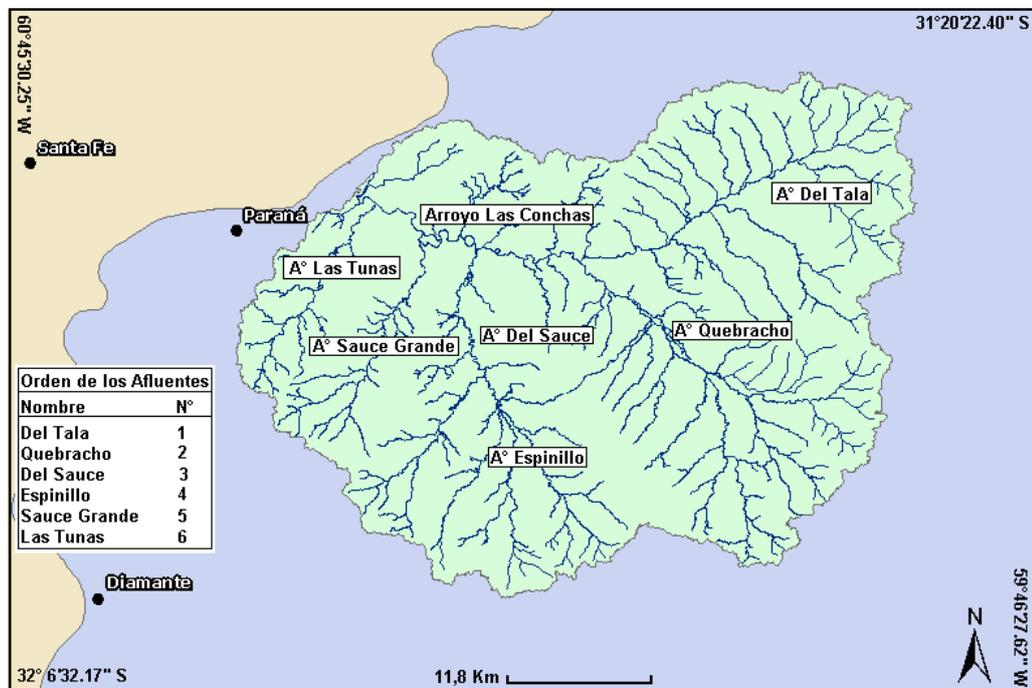 60°45'30.25" W
31°20'22.40" S
Santa Fe
A° Del Tala
Paraná
Arroyo Las Conchas
A° Las Tunas
A° Quebracho
A° Del Sauce
A° Sauce Grande
Orden de los Afluentes
Nombre N°
Del Tala 1
Quebracho 2
Del Sauce 3
Espinillo 4
Sauce Grande 5
Las Tunas 6
A° Espinillo
Diamante
59°46'27.62" W
N
32° 6'32.17" S
11,8 Km